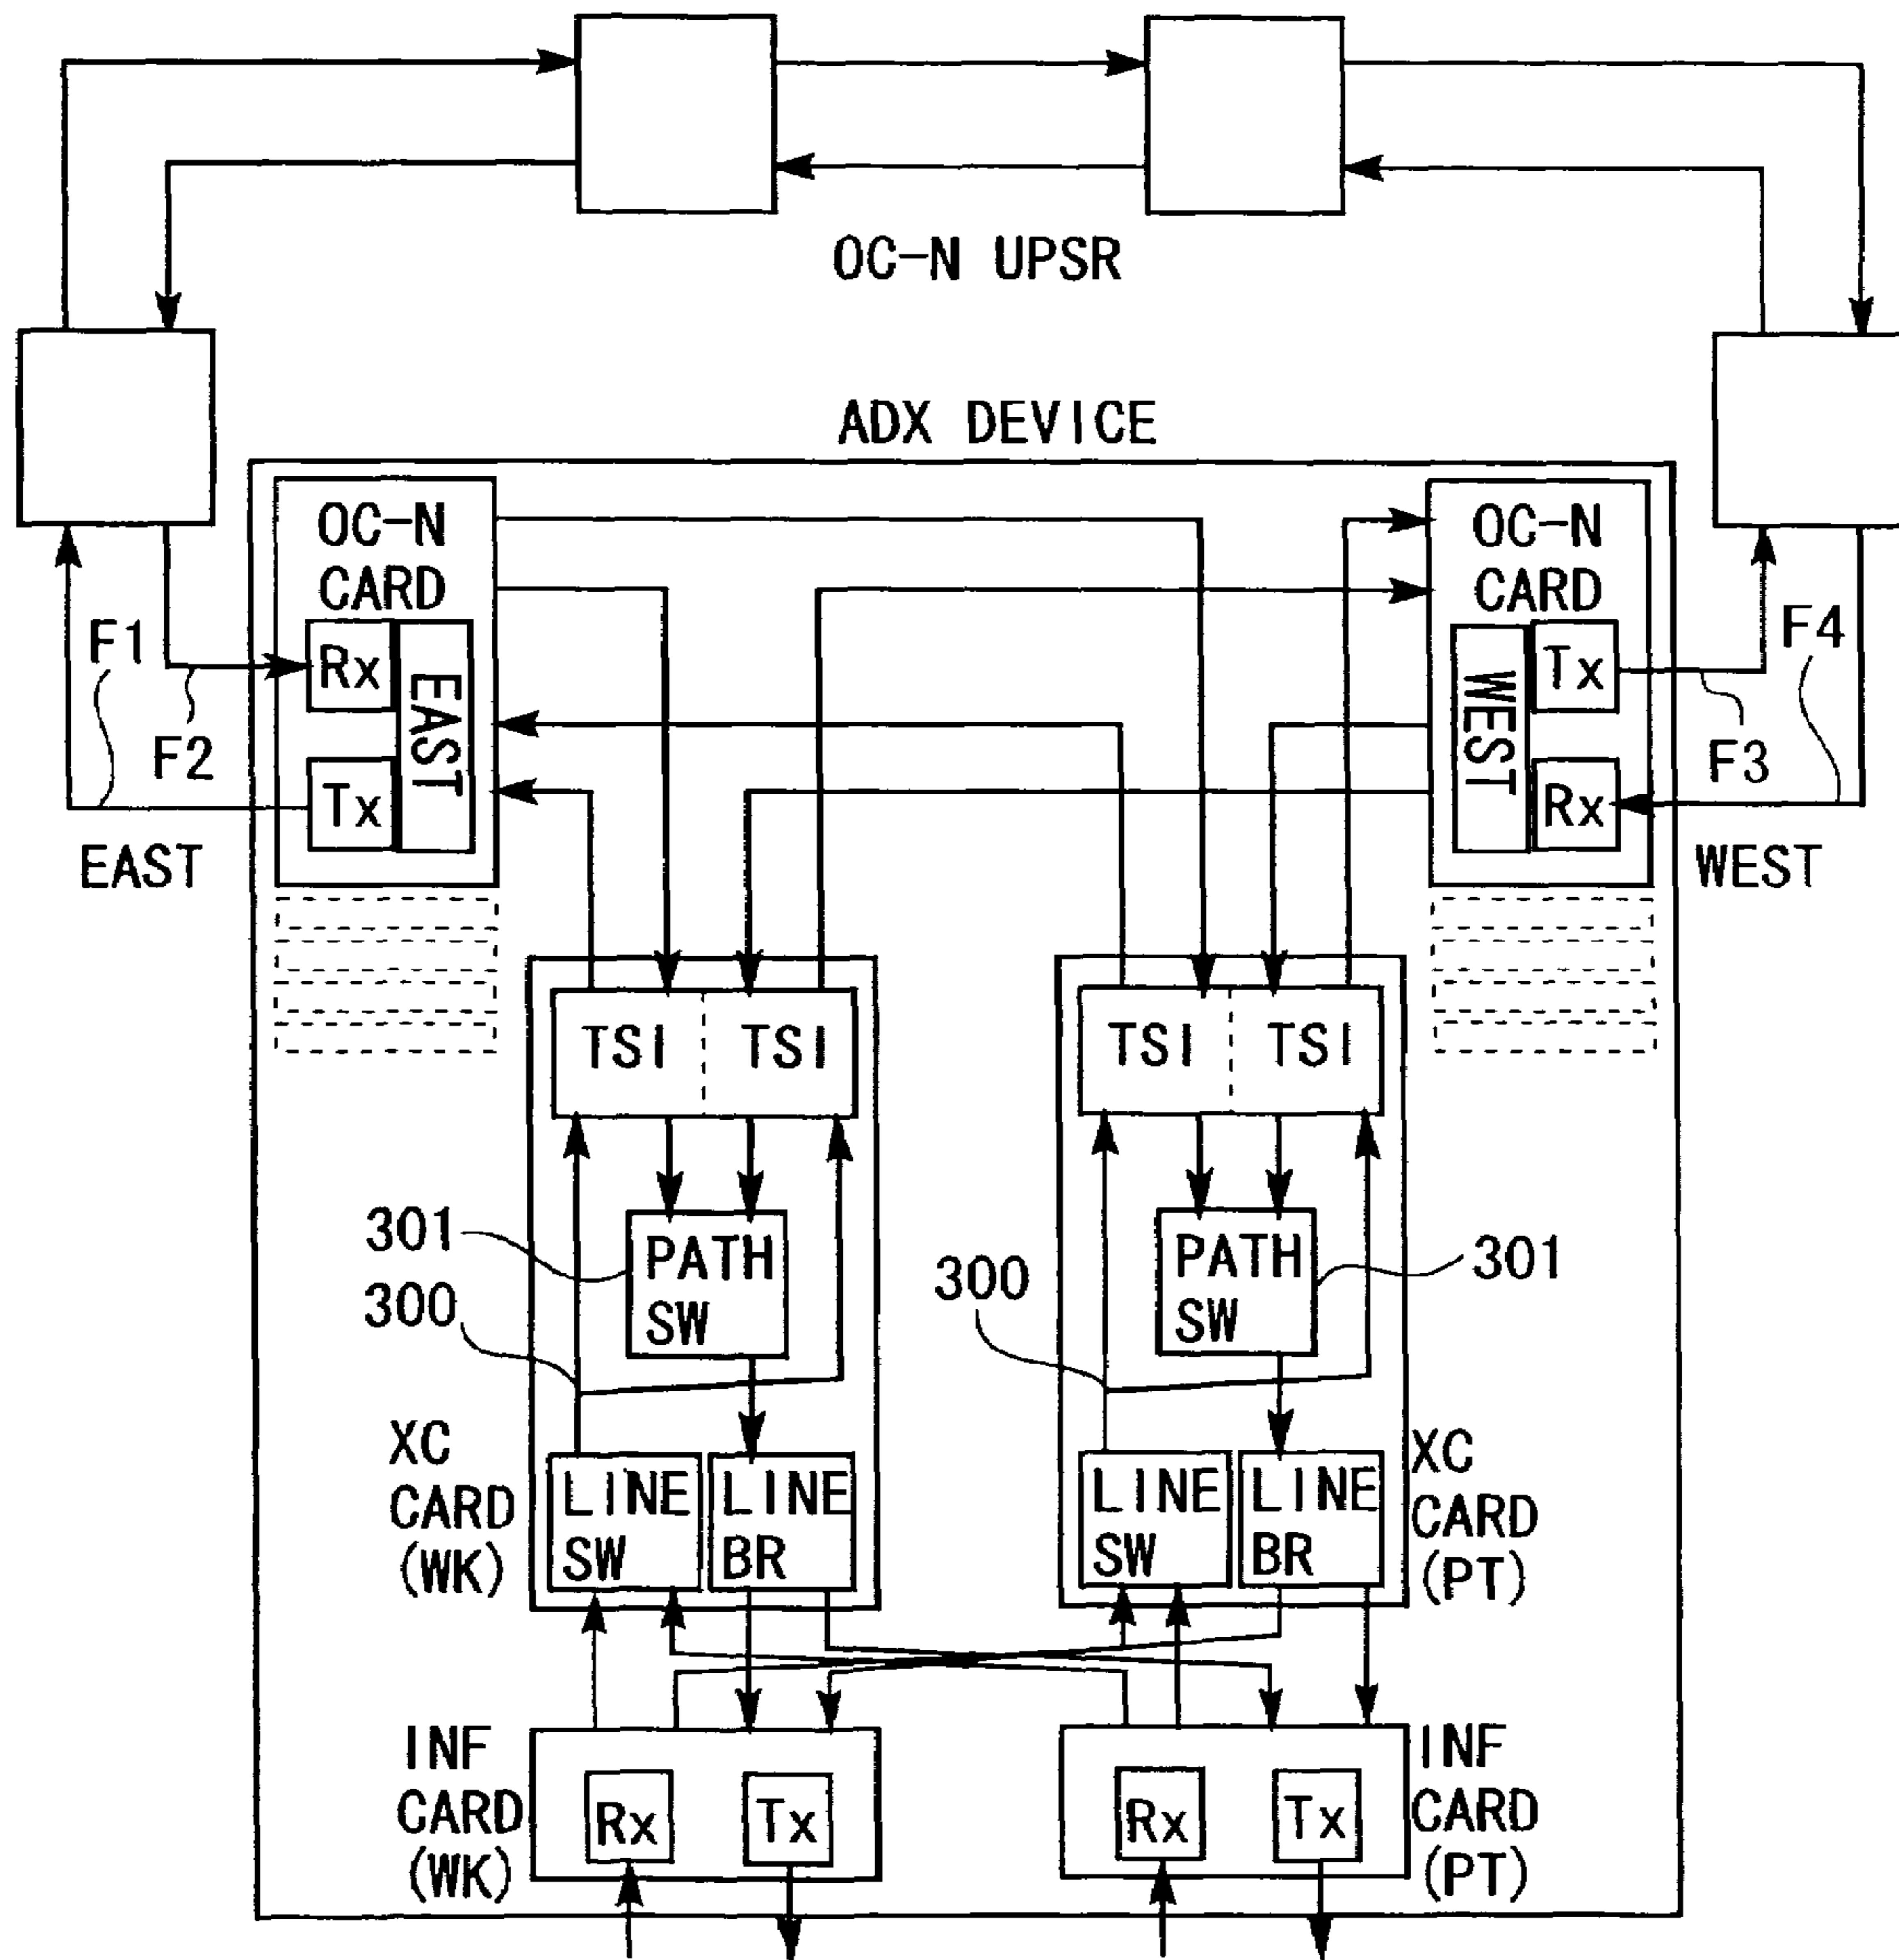 OC-N UPSR
ADX DEVICE
OC-N
CARD
Rx
EAST
Tx
F1
F2
EAST
OC-N
CARD
WEST
Tx
Rx
F4
F3
WEST
TSI
TSI
TSI
TSI
301
300
PATH
SW
300
PATH
SW
301
XC
CARD
(WK)
LINE
SW
LINE
BR
LINE
SW
LINE
BR
XC
CARD
(PT)
INF
CARD
(WK)
Rx
Tx
Rx
Tx
INF
CARD
(PT)